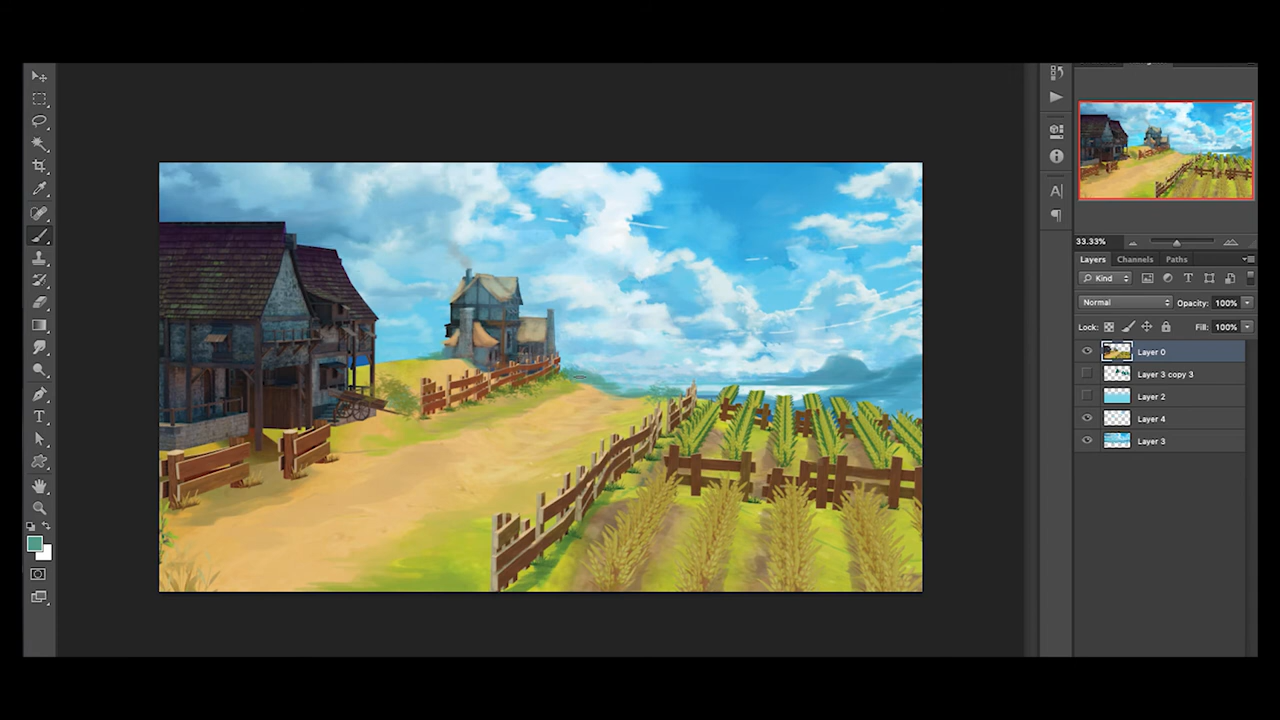 33.33%
Layers Channels Paths
Kind
Normal Opacity: 100%
Lock: Fill: 100%
Layer 0
Layer 3 copy 3
Layer 2
Layer 4
Layer 3